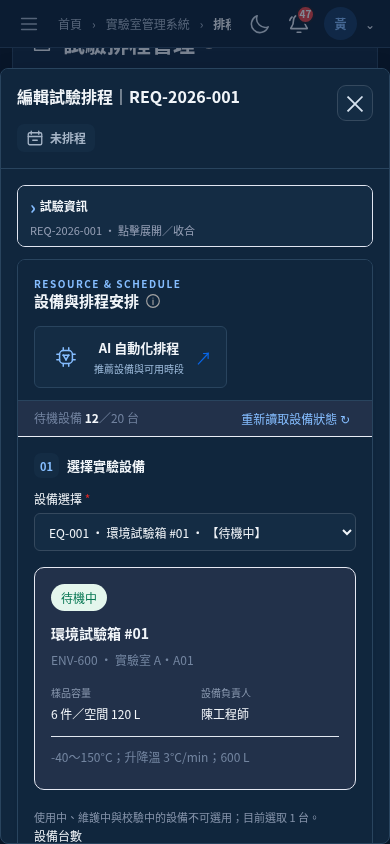 首頁 › 實驗室管理系統 › 排程
47
黃
試驗排程管理
編輯試驗排程｜REQ-2026-001
未排程
› 試驗資訊
REQ-2026-001 · 點擊展開／收合
RESOURCE & SCHEDULE
設備與排程安排
AI 自動化排程
推薦設備與可用時段
待機設備 12／20 台
重新讀取設備狀態 ↻
01 選擇實驗設備
設備選擇 *
EQ-001 · 環境試驗箱 #01 · 【待機中】
待機中
環境試驗箱 #01
ENV-600 · 實驗室 A · A01
樣品容量 設備負責人
6 件／空間 120 L 陳工程師
-40～150°C；升降溫 3°C/min；600 L
使用中、維護中與校驗中的設備不可選用；目前選取 1 台。
設備台數